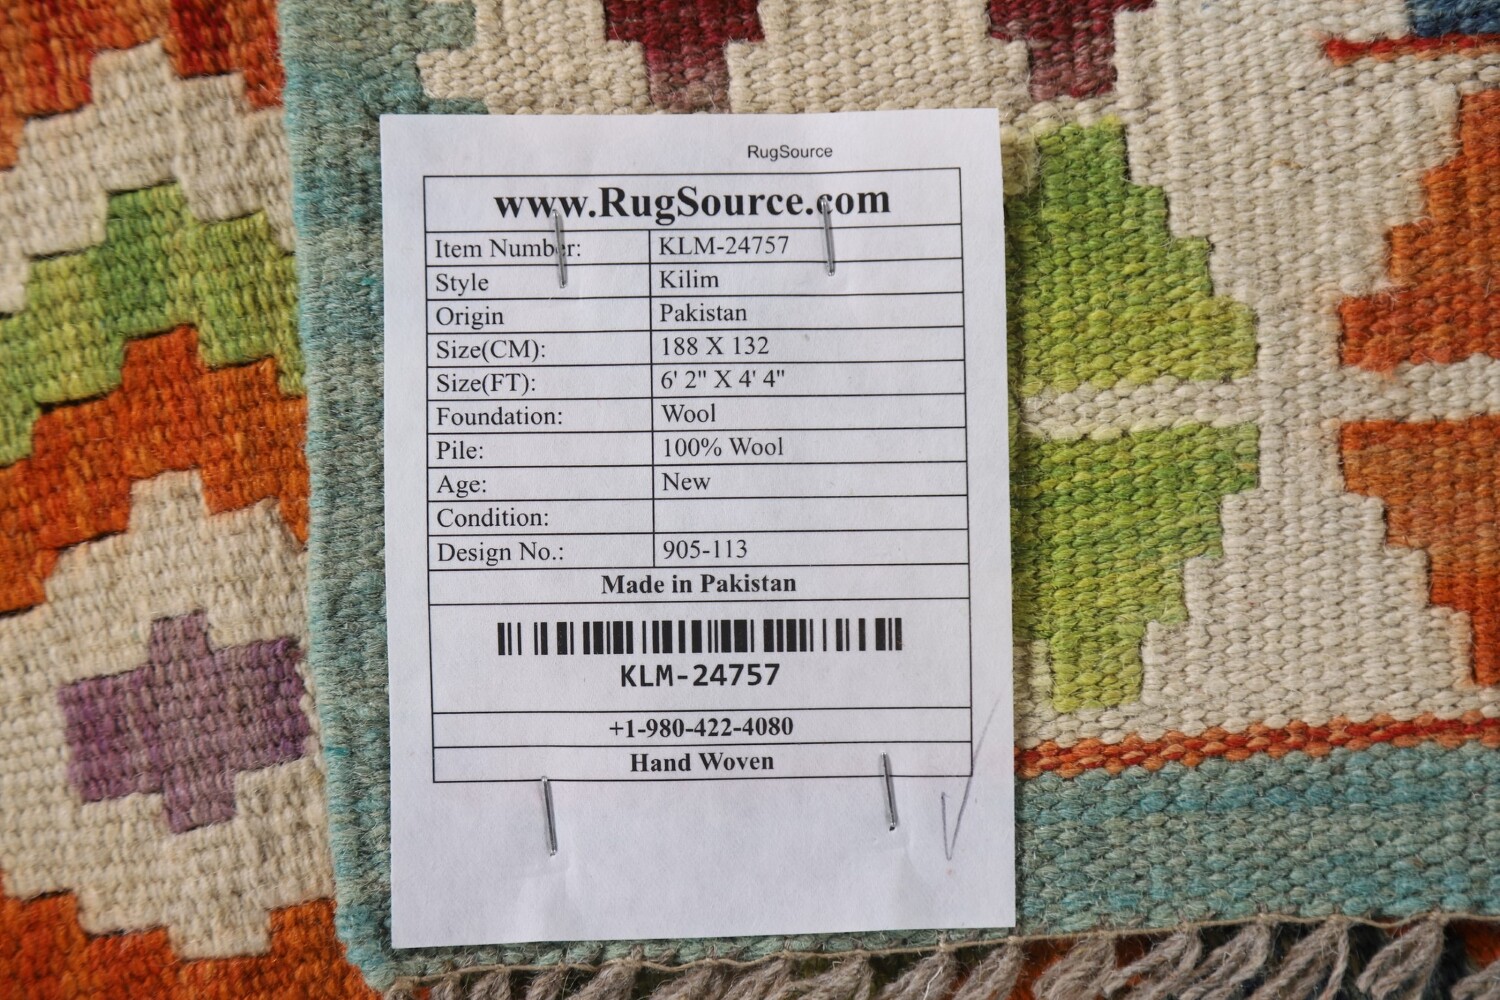 RugSource
www.RugSource.com
Item Number: KLM-24757
Style Kilim
Origin Pakistan
Size(CM): 188 X 132
Size(FT): 6' 2" X 4' 4"
Foundation: Wool
Pile: 100% Wool
Age: New
Condition:
Design No.: 905-113
Made in Pakistan
KLM-24757
+1-980-422-4080
Hand Woven